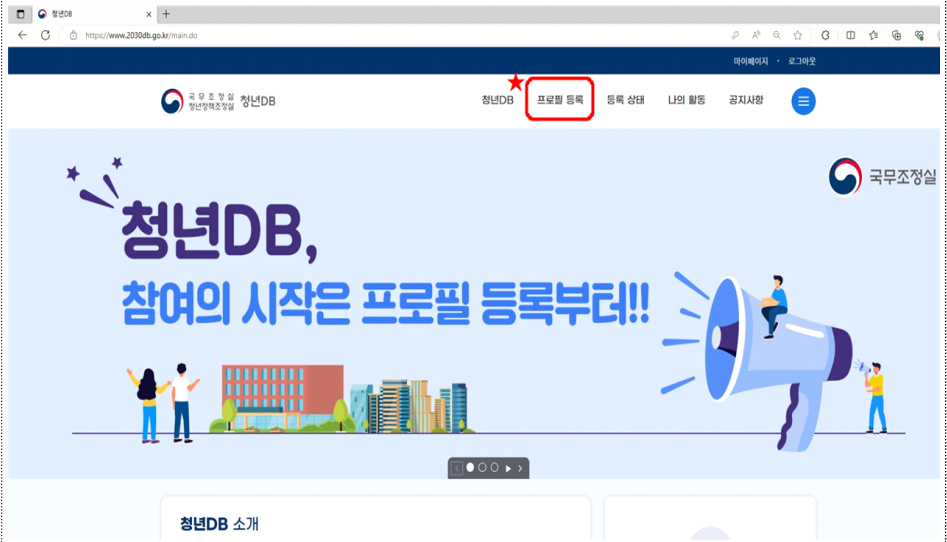 청년DB
https://www.2030db.go.kr/main.do
마이페이지 · 로그아웃
국무조정실
청년정책조정실
청년DB
청년DB 프로필 등록 등록 상태 나의 활동 공지사항
국무조정실
청년DB,
참여의 시작은 프로필 등록부터!!
청년DB 소개